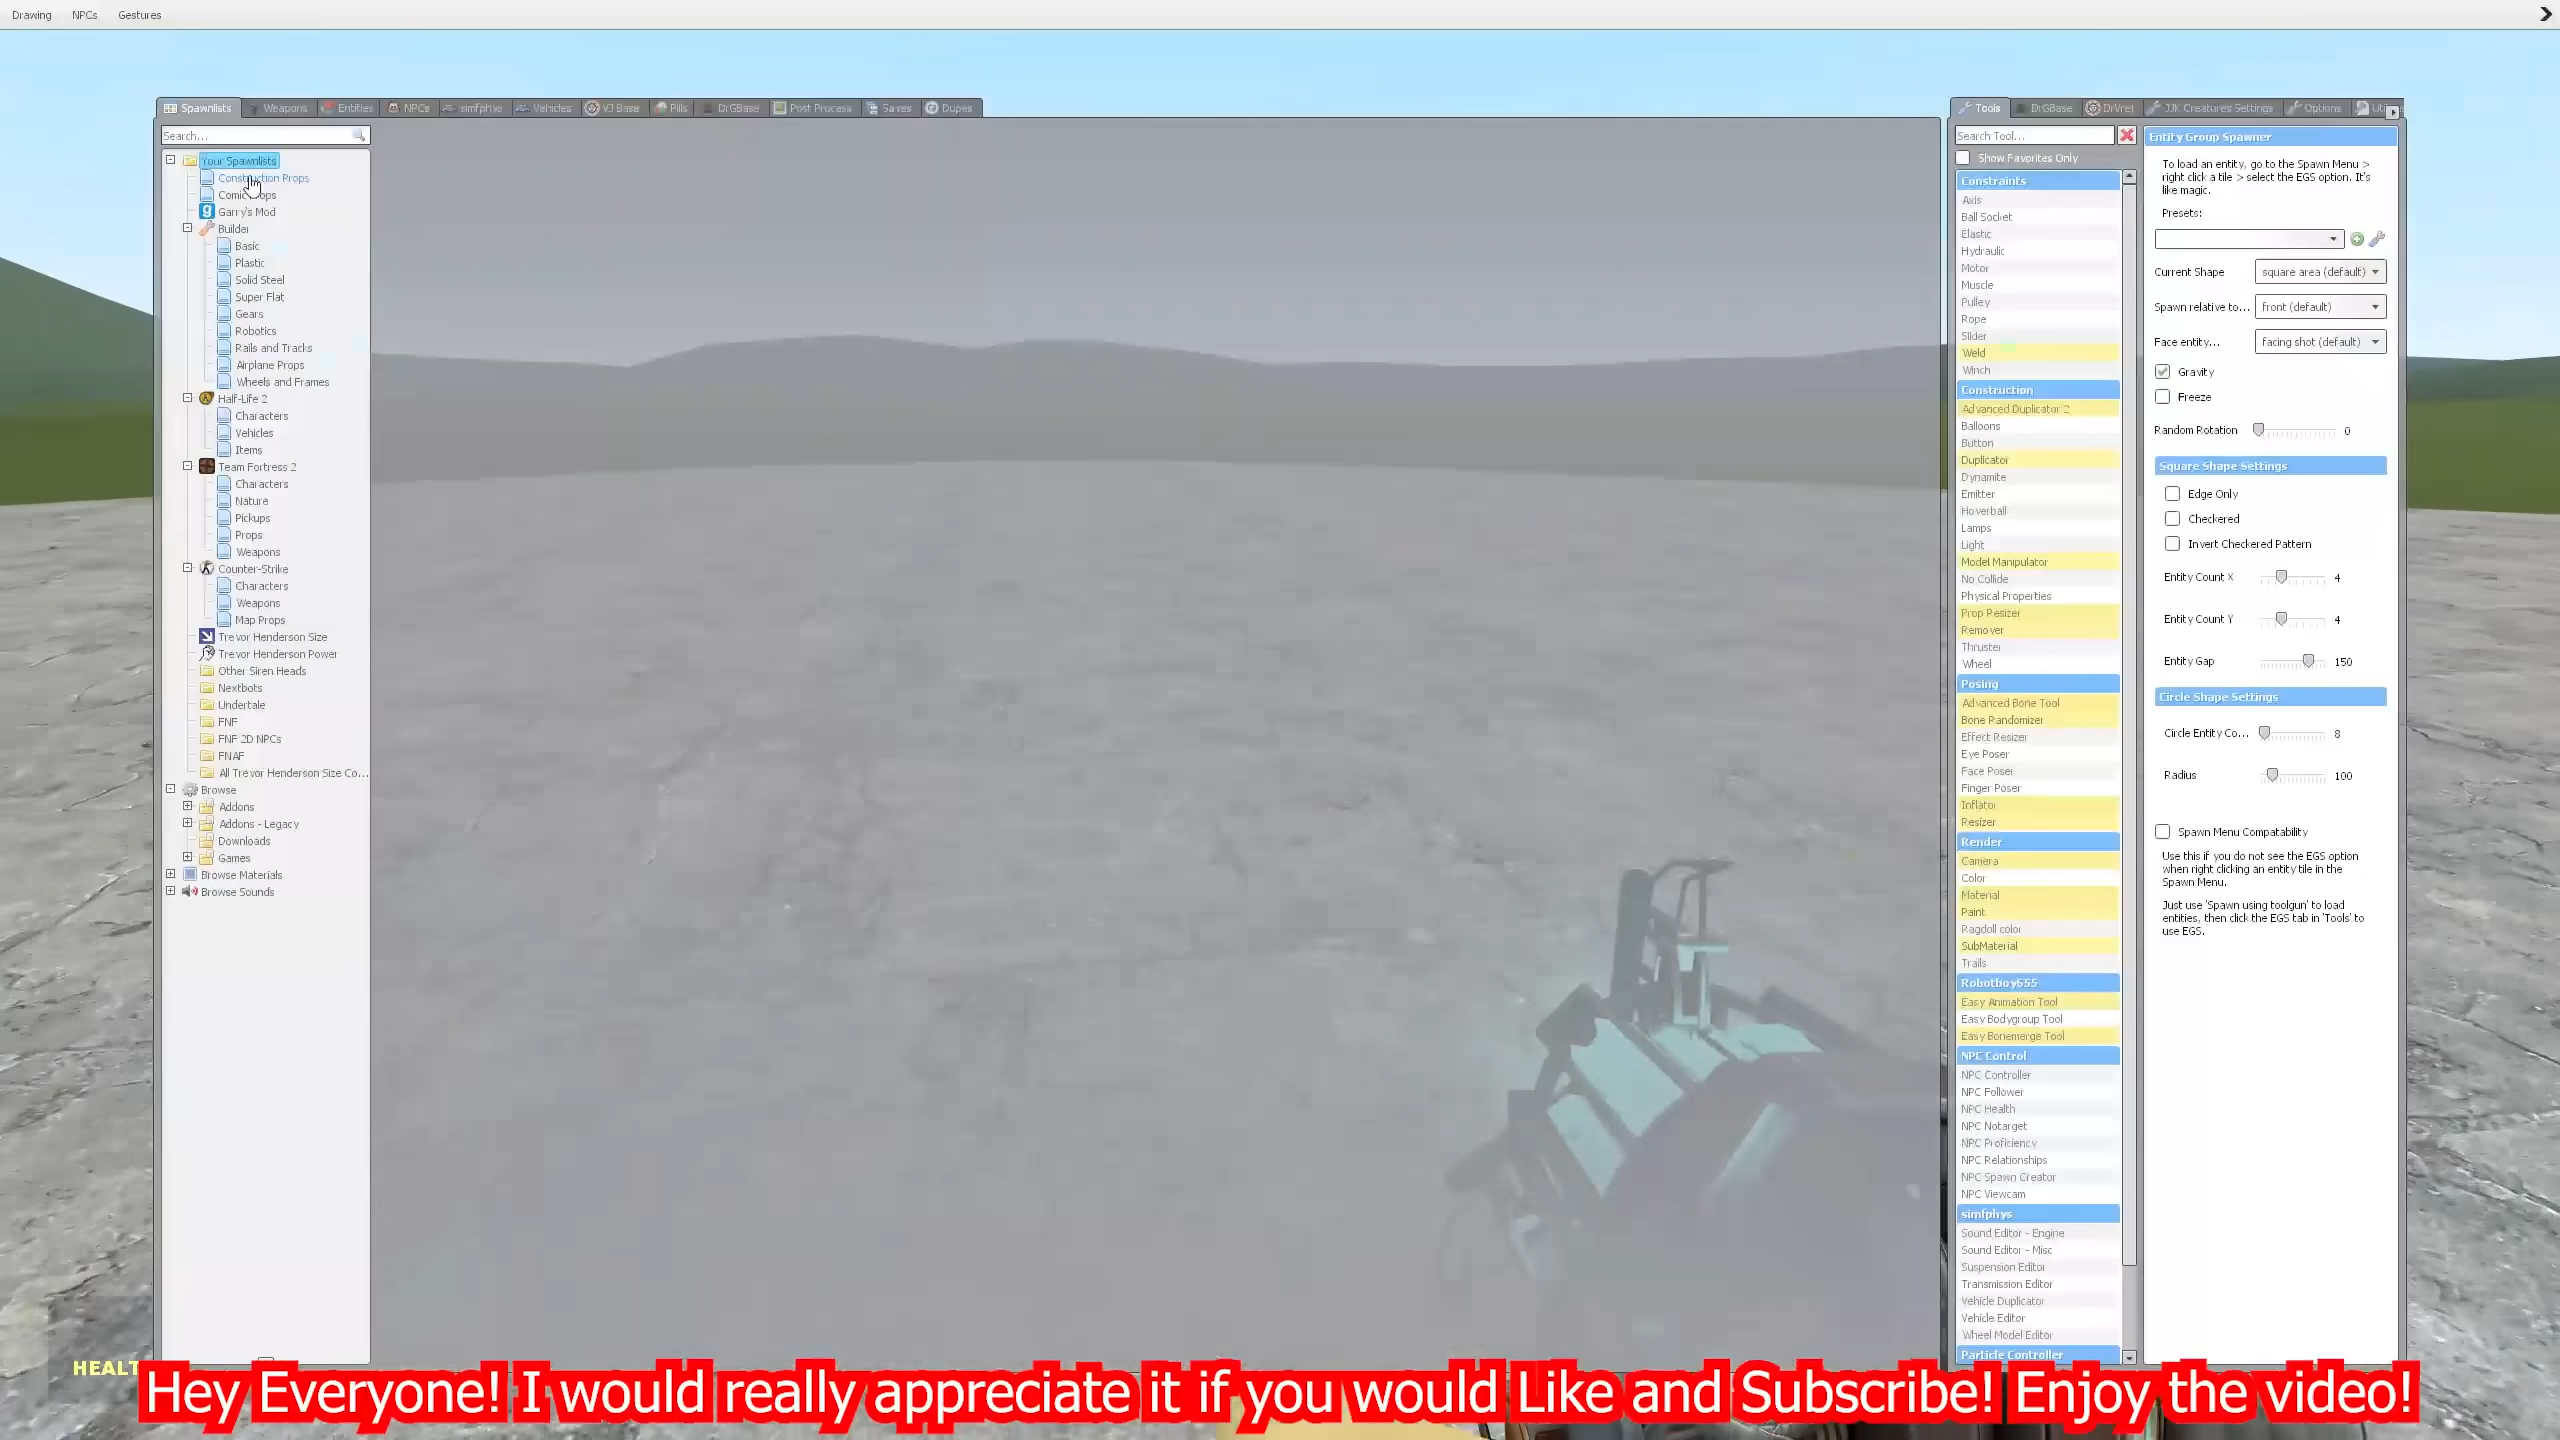 Drawing NPCs Gestures
Spawnlists Weapons Entities NPCs simfphys Vehicles VJ Base Pills DrGBase Post Process Saves Dupes
Search...
Your Spawnlists
Construction Props
Comic Props
Garry's Mod
Builder
Basic
Plastic
Solid Steel
Super Flat
Gears
Robotics
Rails and Tracks
Airplane Props
Wheels and Frames
Half-Life 2
Characters
Vehicles
Items
Team Fortress 2
Characters
Nature
Pickups
Props
Weapons
Counter-Strike
Characters
Weapons
Map Props
Trevor Henderson Size
Trevor Henderson Power
Other Siren Heads
Nextbots
Undertale
FNF
FNF 2D NPCs
FNAF
All Trevor Henderson Size Co...
Browse
Addons
Addons - Legacy
Downloads
Games
Browse Materials
Browse Sounds
Tools DrGBase DrVrej JJK Creatures Settings Options
Search Tool...
Show Favorites Only
Constraints
Axis
Ball Socket
Elastic
Hydraulic
Motor
Muscle
Pulley
Rope
Slider
Weld
Winch
Construction
Advanced Duplicator 2
Balloons
Button
Duplicator
Dynamite
Emitter
Hoverball
Lamps
Light
Model Manipulator
No Collide
Physical Properties
Prop Resizer
Remover
Thruster
Wheel
Posing
Advanced Bone Tool
Bone Randomizer
Effect Resizer
Eye Poser
Face Poser
Finger Poser
Inflator
Resizer
Render
Camera
Color
Material
Paint
Ragdoll color
SubMaterial
Trails
Robotboy655
Easy Animation Tool
Easy Bodygroup Tool
Easy Bonemerge Tool
NPC Control
NPC Controller
NPC Follower
NPC Health
NPC Notarget
NPC Proficiency
NPC Relationships
NPC Spawn Creator
NPC Viewcam
simfphys
Sound Editor - Engine
Sound Editor - Misc
Suspension Editor
Transmission Editor
Vehicle Duplicator
Vehicle Editor
Wheel Model Editor
Particle Controller
Entity Group Spawner
To load an entity, go to the Spawn Menu >
right click a tile > select the EGS option. It's
like magic.
Presets:
Current Shape square area (default)
Spawn relative to... front (default)
Face entity... facing shot (default)
Gravity
Freeze
Random Rotation 0
Square Shape Settings
Edge Only
Checkered
Invert Checkered Pattern
Entity Count X 4
Entity Count Y 4
Entity Gap 150
Circle Shape Settings
Circle Entity Co... 8
Radius 100
Spawn Menu Compatability
Use this if you do not see the EGS option
when right clicking an entity tile in the
Spawn Menu.
Just use 'Spawn using toolgun' to load
entities, then click the EGS tab in 'Tools' to
use EGS.
HEALT
Hey Everyone! I would really appreciate it if you would Like and Subscribe! Enjoy the video!